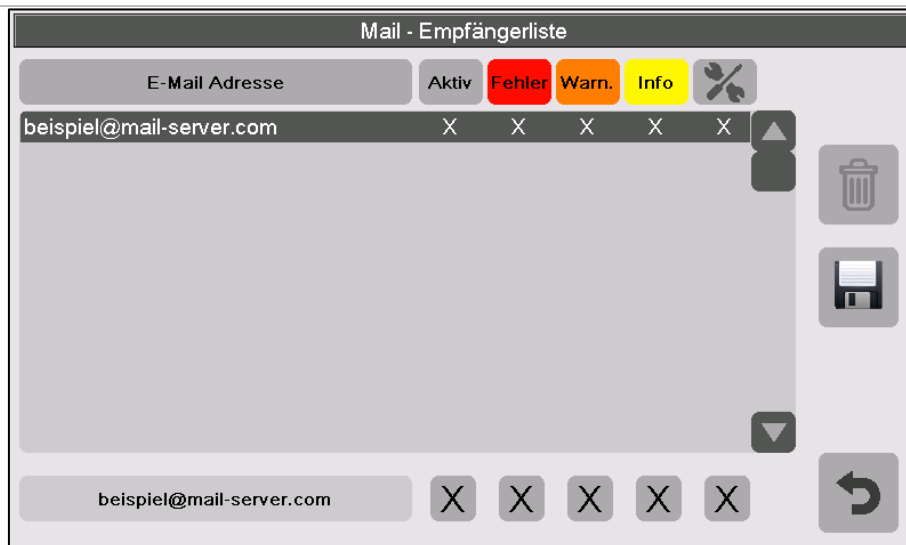 Mail - Empfängerliste
E-Mail Adresse Aktiv Fehler Warn. Info
beispiel@mail-server.com X X X X X
beispiel@mail-server.com X X X X X